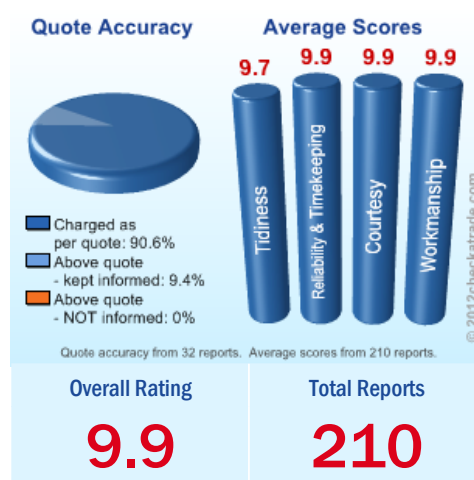 Quote Accuracy
Average Scores
9.7
9.9
9.9
9.9
Tidiness
Reliability & Timekeeping
Courtesy
Workmanship
Charged as
per quote: 90.6%
Above quote
- kept informed: 9.4%
Above quote
- NOT informed: 0%
© 2012checkatrade.com
Quote accuracy from 32 reports. Average scores from 210 reports.
Overall Rating
Total Reports
9.9
210